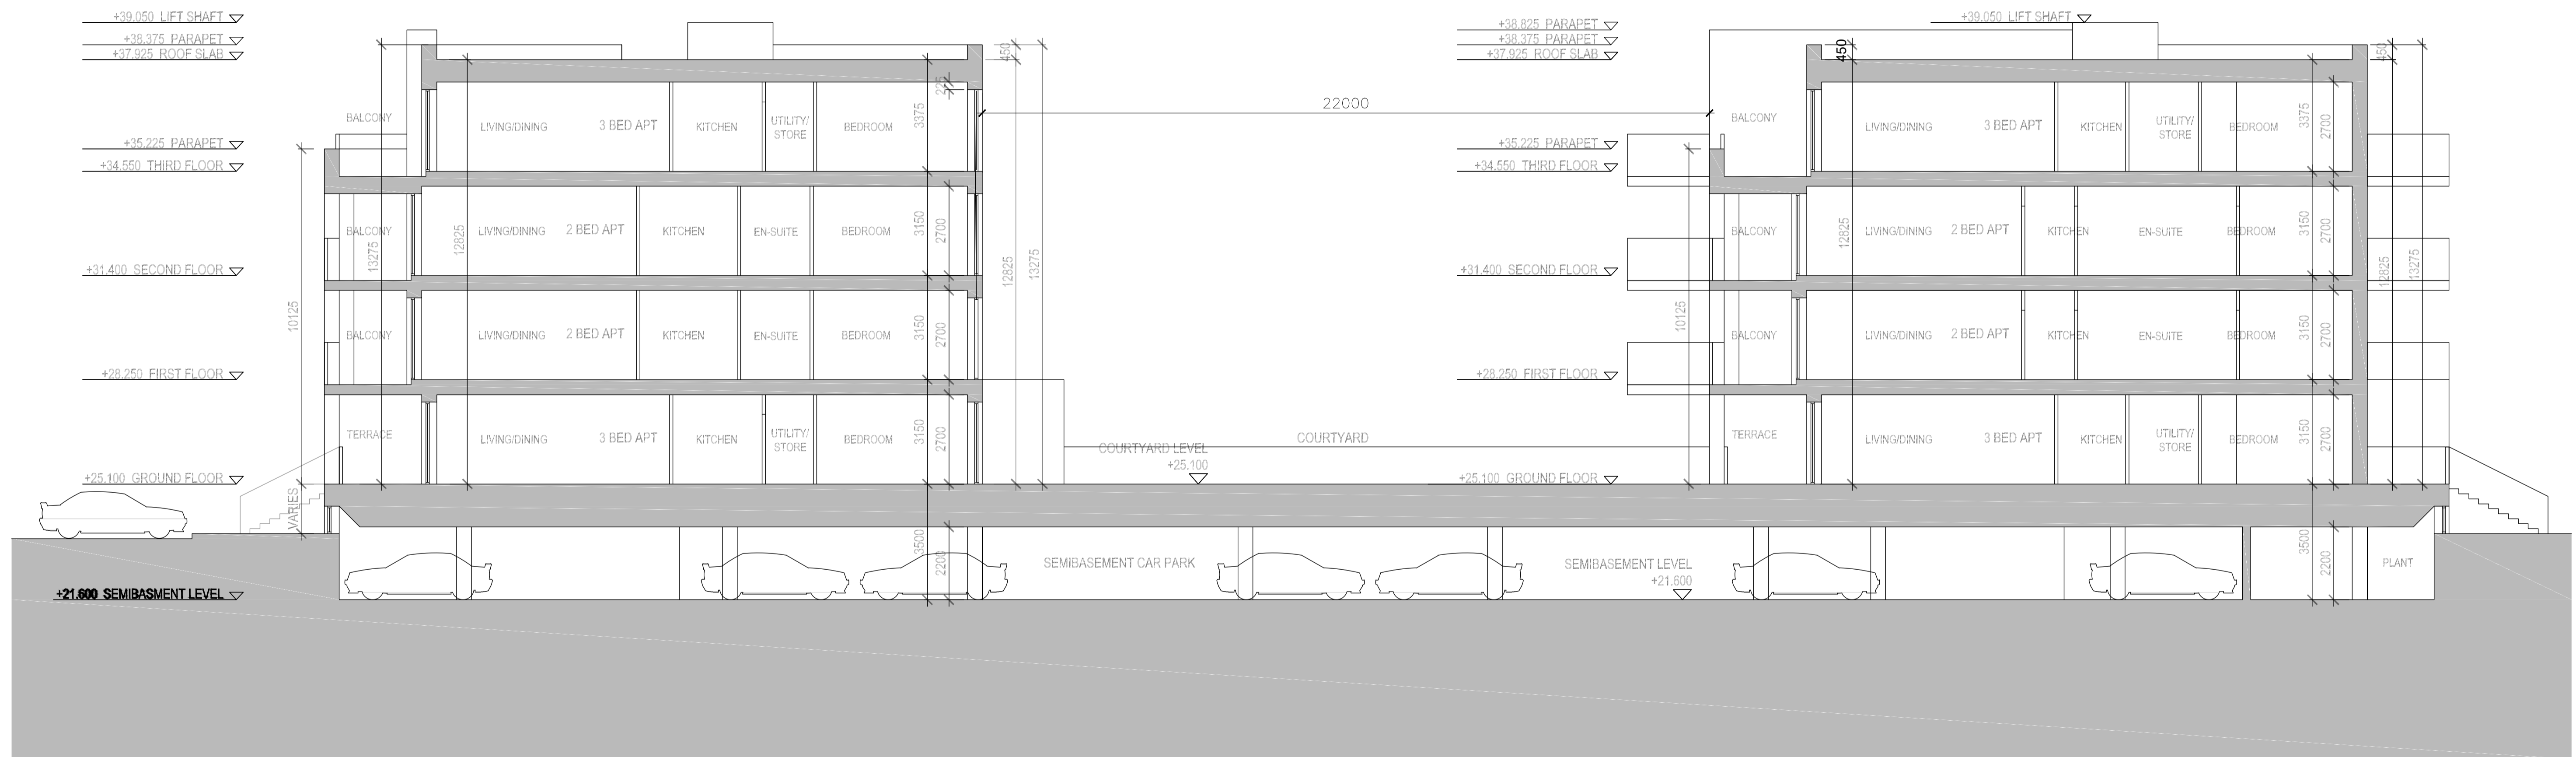 +39.050 LIFT SHAFT
+38.375 PARAPET
+37.925 ROOF SLAB
+35.225 PARAPET
+34.550 THIRD FLOOR
+31.400 SECOND FLOOR
+28.250 FIRST FLOOR
+25.100 GROUND FLOOR
+21.600 SEMIBASMENT LEVEL
10125
VARIES
13275
12825
BALCONY
LIVING/DINING
3 BED APT
KITCHEN
UTILITY/
STORE
BEDROOM
225
3375
450
BALCONY
LIVING/DINING
2 BED APT
KITCHEN
EN-SUITE
BEDROOM
3150
2700
12825
13275
BALCONY
LIVING/DINING
2 BED APT
KITCHEN
EN-SUITE
BEDROOM
3150
2700
TERRACE
LIVING/DINING
3 BED APT
KITCHEN
UTILITY/
STORE
BEDROOM
3150
2700
3500
2200
22000
COURTYARD
COURTYARD LEVEL
+25.100
SEMIBASEMENT CAR PARK
SEMIBASEMENT LEVEL
+21.600
+38.825 PARAPET
+38.375 PARAPET
+37.925 ROOF SLAB
+35.225 PARAPET
+34.550 THIRD FLOOR
+31.400 SECOND FLOOR
+28.250 FIRST FLOOR
+25.100 GROUND FLOOR
+39.050 LIFT SHAFT
10125
450
12825
BALCONY
LIVING/DINING
3 BED APT
KITCHEN
UTILITY/
STORE
BEDROOM
3375
2700
450
BALCONY
LIVING/DINING
2 BED APT
KITCHEN
EN-SUITE
BEDROOM
3150
2700
12825
13275
BALCONY
LIVING/DINING
2 BED APT
KITCHEN
EN-SUITE
BEDROOM
3150
2700
TERRACE
LIVING/DINING
3 BED APT
KITCHEN
UTILITY/
STORE
BEDROOM
3150
2700
3500
2200
PLANT